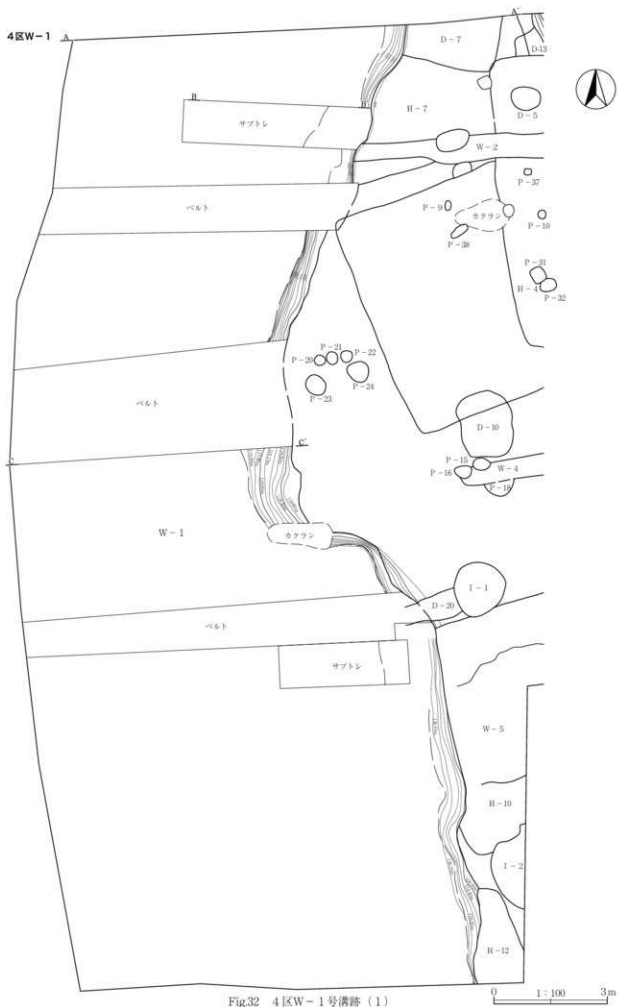 4区W-1
A
A'
D-7
D-13
B
B'
サブトレ
H-7
D-5
W-2
P-37
ベルト
P-9
カクラン
P-10
P-38
P-31
H-4
P-32
P-21
P-20
P-22
P-23
P-24
ベルト
D-10
C
C'
P-15
P-16
W-4
P-18
W-1
カクラン
I-1
D-20
ベルト
サブトレ
W-5
H-10
I-2
H-12
0
1:100
3m
Fig.32 4区W-1号溝跡(1)